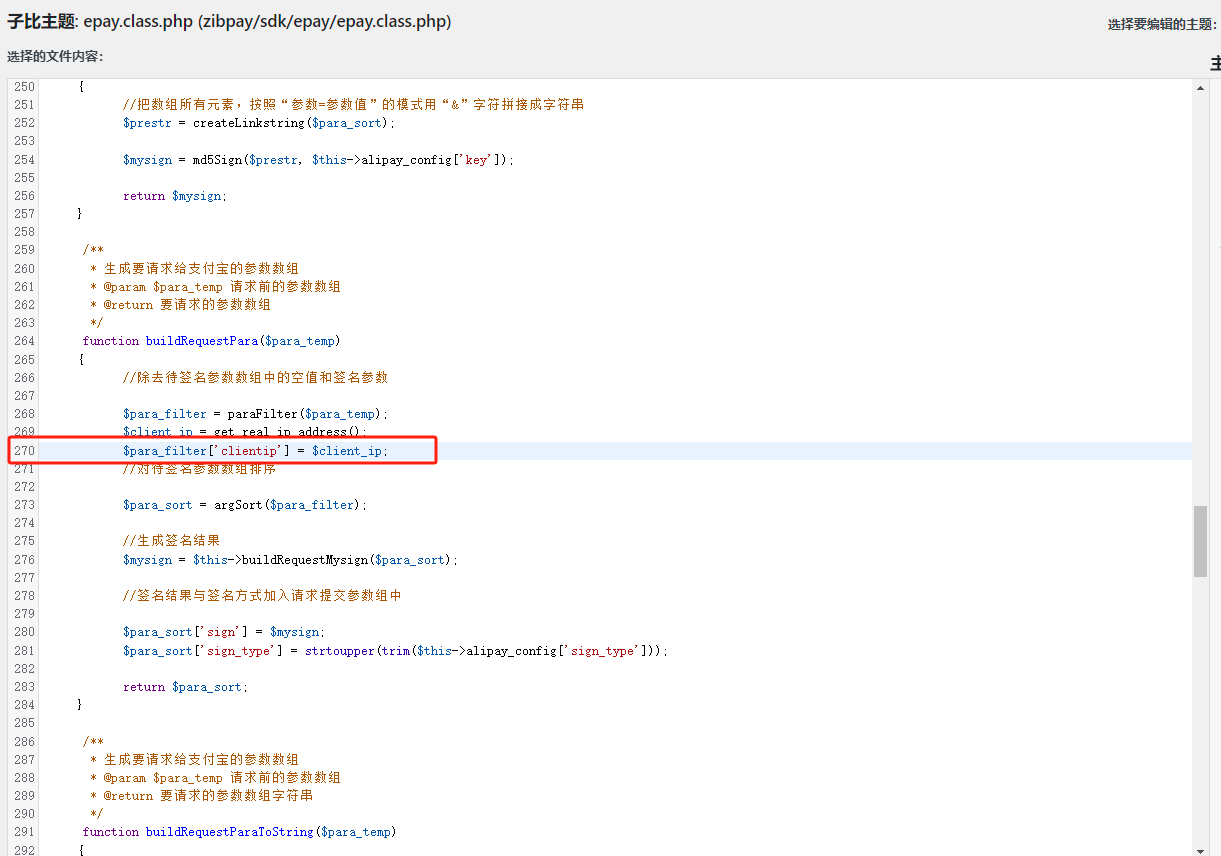 子比主题: epay.class.php (zibpay/sdk/epay/epay.class.php)
选择要编辑的主题:
选择的文件内容:
主
250 {
251 //把数组所有元素，按照“参数=参数值”的模式用“&”字符拼接成字符串
252 $prestr = createLinkstring($para_sort);
253
254 $mysign = md5Sign($prestr, $this->alipay_config['key']);
255
256 return $mysign;
257 }
258
259 /**
260 * 生成要请求给支付宝的参数数组
261 * @param $para_temp 请求前的参数数组
262 * @return 要请求的参数数组
263 */
264 function buildRequestPara($para_temp)
265 {
266 //除去待签名参数数组中的空值和签名参数
267
268 $para_filter = paraFilter($para_temp);
269 $client_ip = get_real_ip_address();
270 $para_filter['clientip'] = $client_ip;
271 //对待签名参数数组排序
272
273 $para_sort = argSort($para_filter);
274
275 //生成签名结果
276 $mysign = $this->buildRequestMysign($para_sort);
277
278 //签名结果与签名方式加入请求提交参数组中
279
280 $para_sort['sign'] = $mysign;
281 $para_sort['sign_type'] = strtoupper(trim($this->alipay_config['sign_type']));
282
283 return $para_sort;
284 }
285
286 /**
287 * 生成要请求给支付宝的参数数组
288 * @param $para_temp 请求前的参数数组
289 * @return 要请求的参数数组字符串
290 */
291 function buildRequestParaToString($para_temp)
292 {